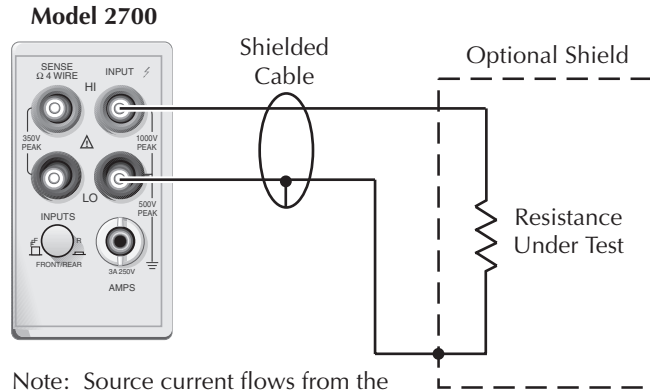 Model 2700
SENSE
Ω 4 WIRE
INPUT
HI
350V
PEAK
1000V
PEAK
LO
500V
PEAK
INPUTS
F
R
FRONT/REAR
3A 250V
AMPS
Shielded
Cable
Optional Shield
Resistance
Under Test
Note: Source current flows from the